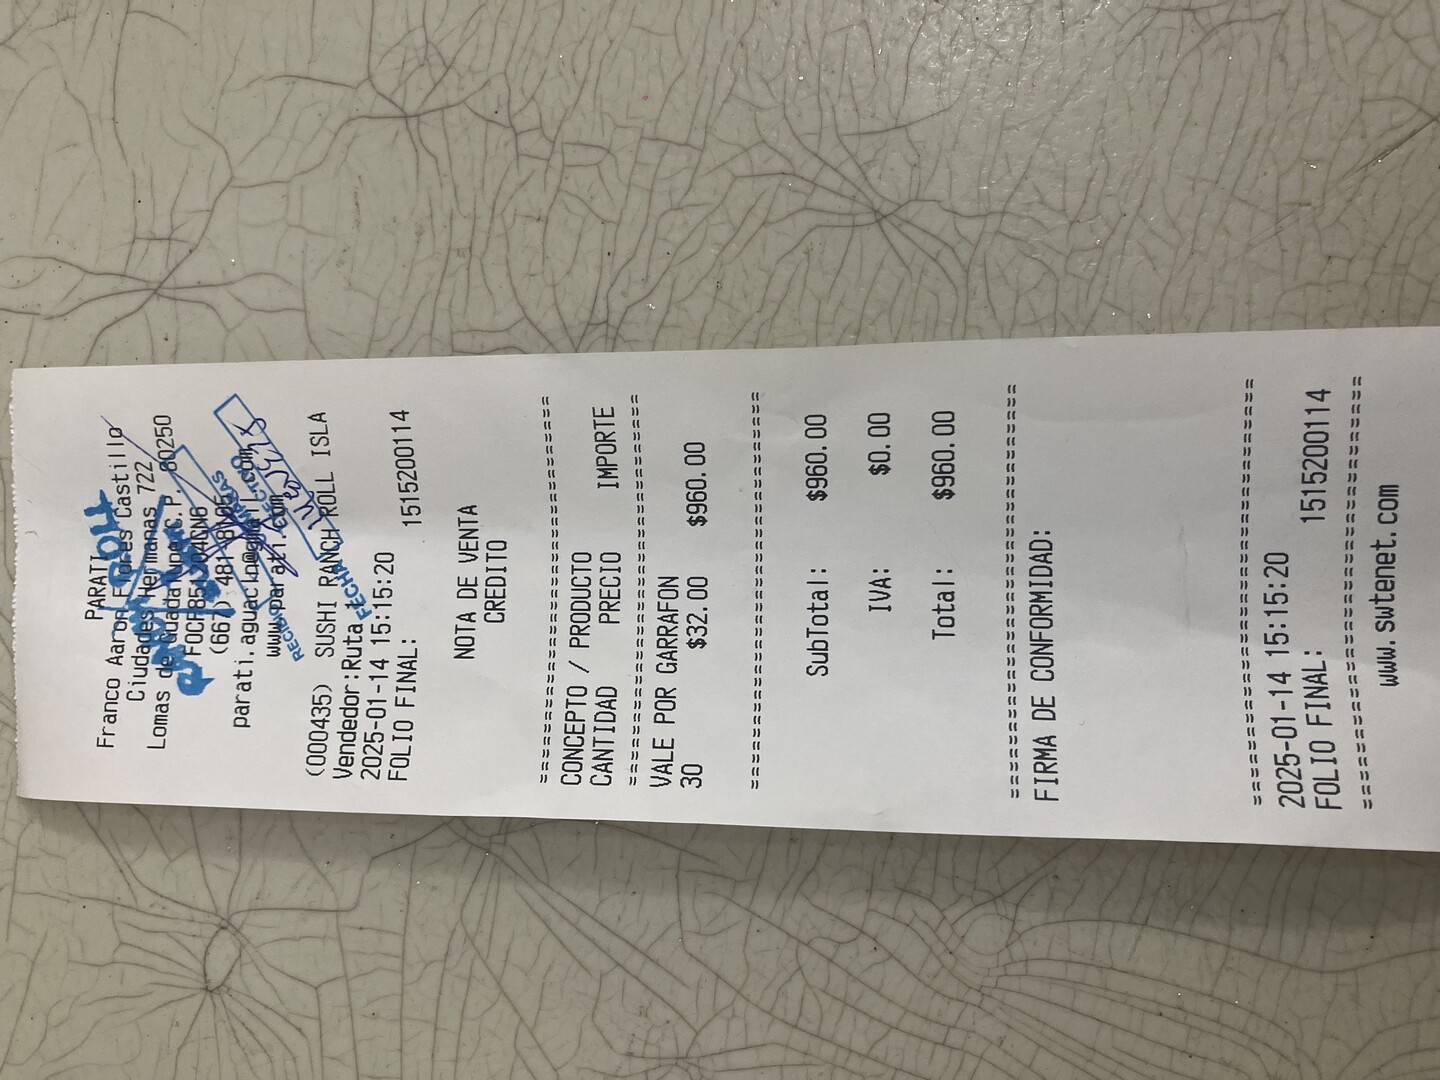 PARATI
Franco Aaron Flores Castillo
Ciudades Hermanas 722
Lomas de Guadalupe C.P. 80250
(667) 481
parati.aguacln@gmail.com
www.parati.com
RECIBO
FECHA
ROLL
(000435) SUSHI RANCH ROLL ISLA
Vendedor:Ruta
2025-01-14 15:15:20
FOLIO FINAL: 1515200114
NOTA DE VENTA
CREDITO
==============================
CONCEPTO / PRODUCTO
CANTIDAD PRECIO IMPORTE
==============================
VALE POR GARRAFON
30 $32.00 $960.00
==============================
SubTotal: $960.00
IVA: $0.00
Total: $960.00
==============================
FIRMA DE CONFORMIDAD:
==============================
2025-01-14 15:15:20
FOLIO FINAL: 1515200114
==============================
www.swtenet.com